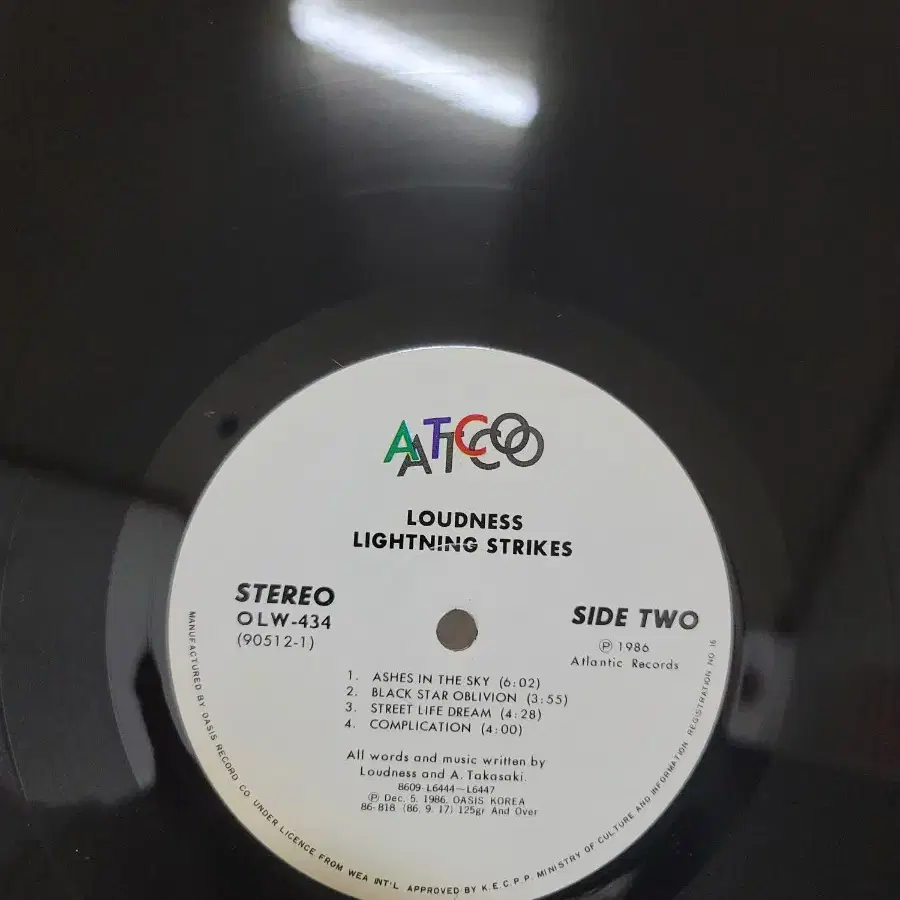 ATCO
LOUDNESS
LIGHTNING STRIKES
STEREO
OLW-434
(90512-1)
SIDE TWO
Ⓟ 1986
Atlantic Records
1. ASHES IN THE SKY (6:02)
2. BLACK STAR OBLIVION (3:55)
3. STREET LIFE DREAM (4:28)
4. COMPLICATION (4:00)
All words and music written by
Loudness and A. Takasaki.
8609-L6444~L6447
Ⓟ Dec. 5. 1986. OASIS KOREA
86-818 (86. 9. 17) 125gr And Over
MANUFACTURED BY OASIS RECORD CO. UNDER LICENCE FROM WEA INT'L APPROVED BY K.E.C.P.P. MINISTRY OF CULTURE AND INFORMATION REGISTRATION NO. 16